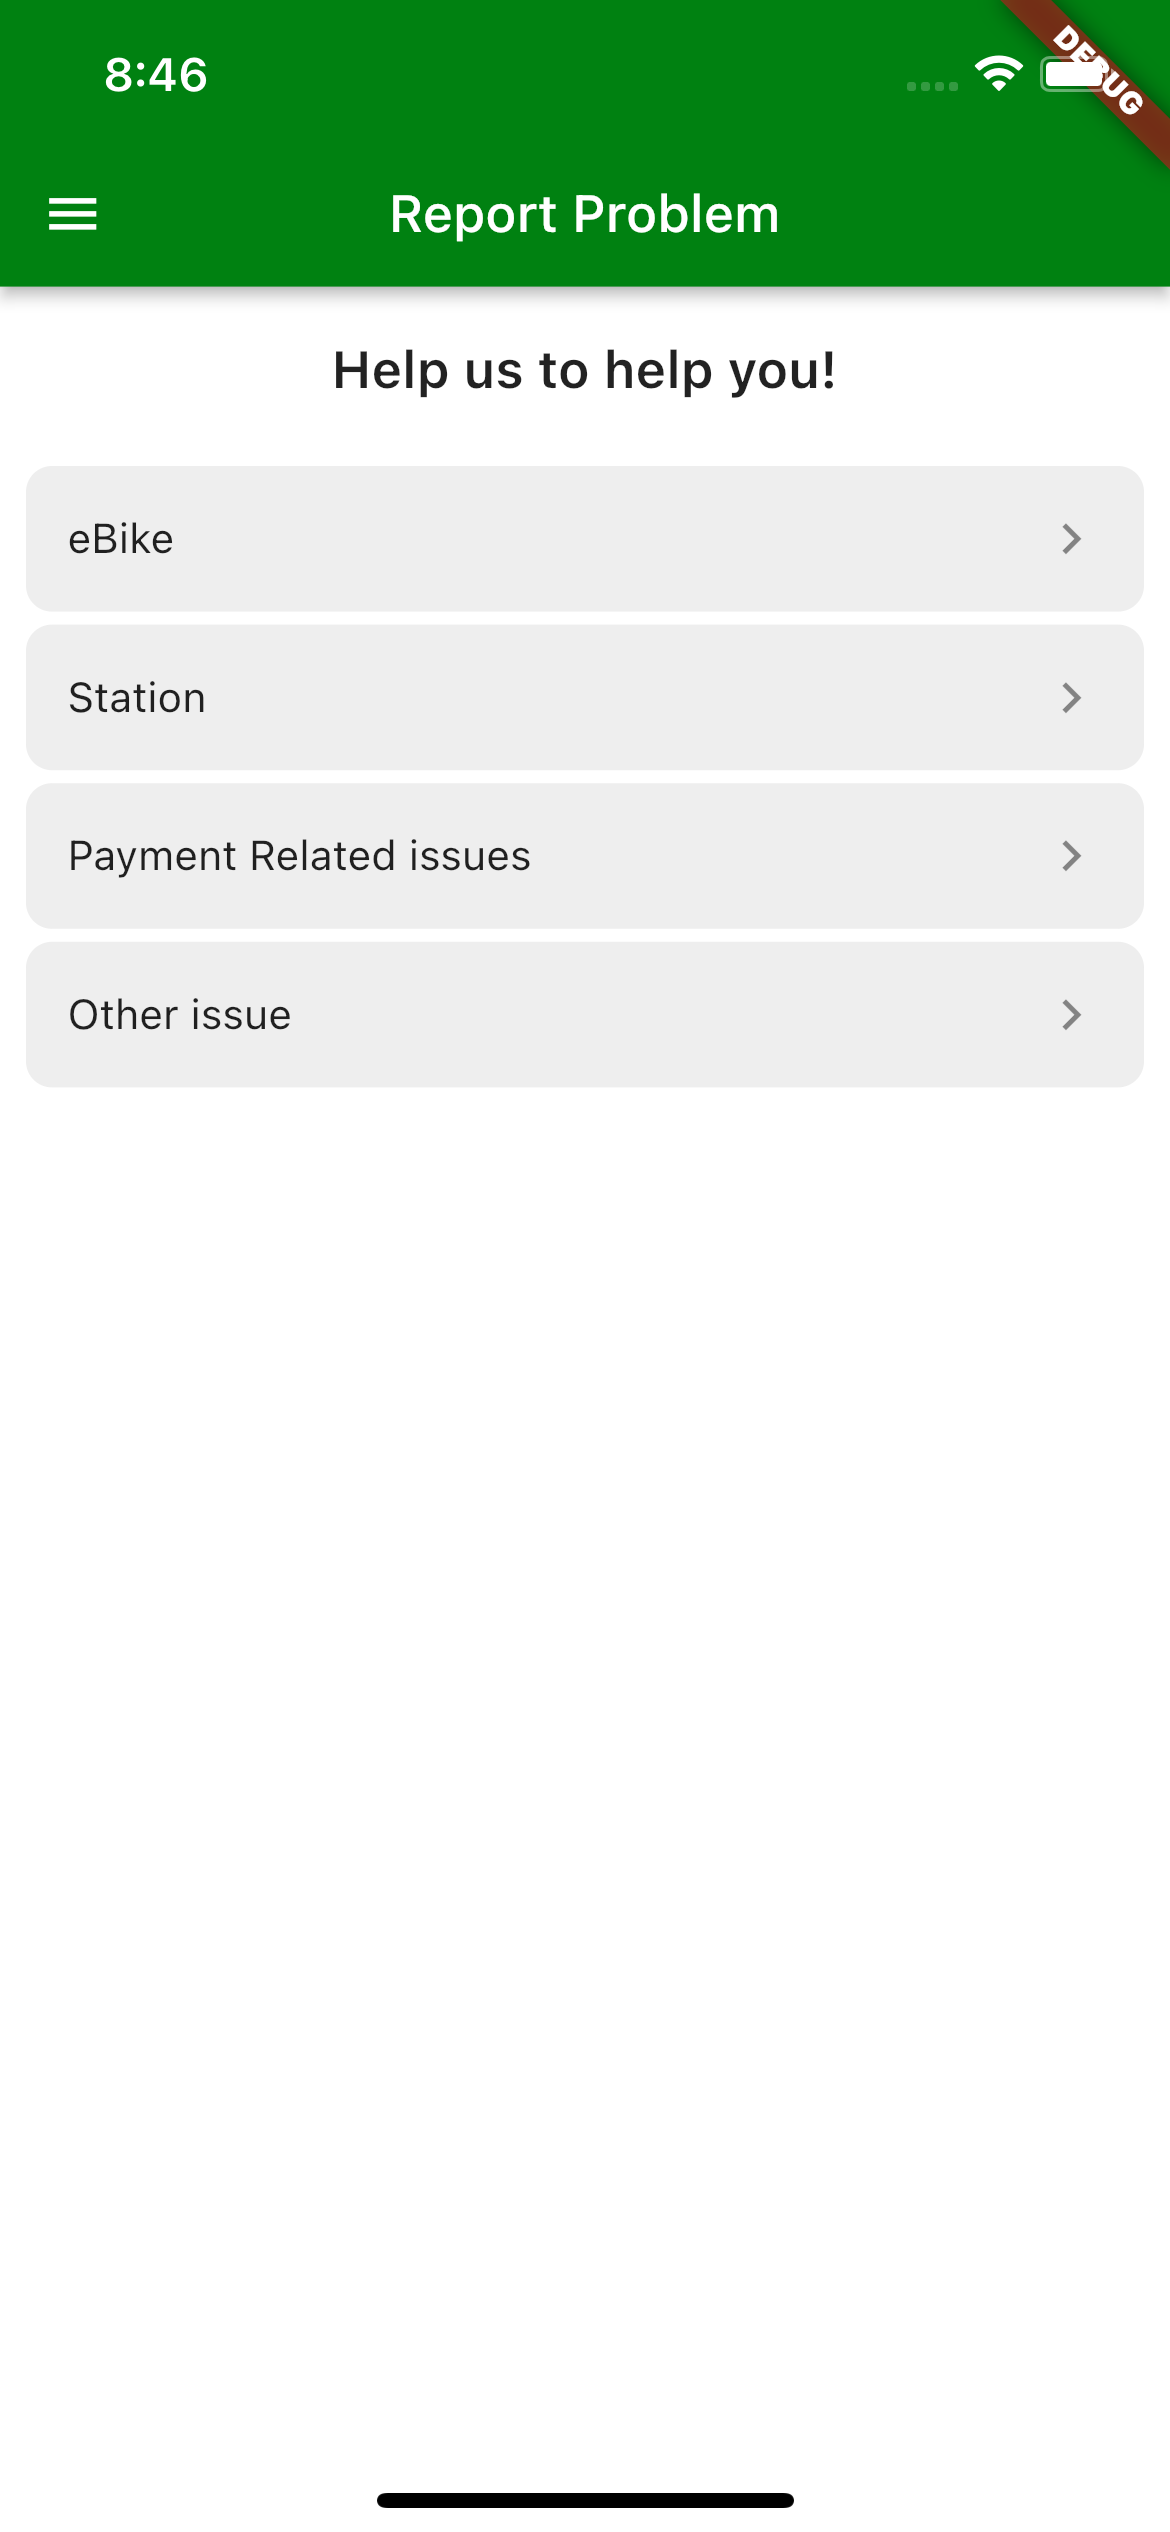 8:46
DEBUG
Report Problem
Help us to help you!
eBike
Station
Payment Related issues
Other issue